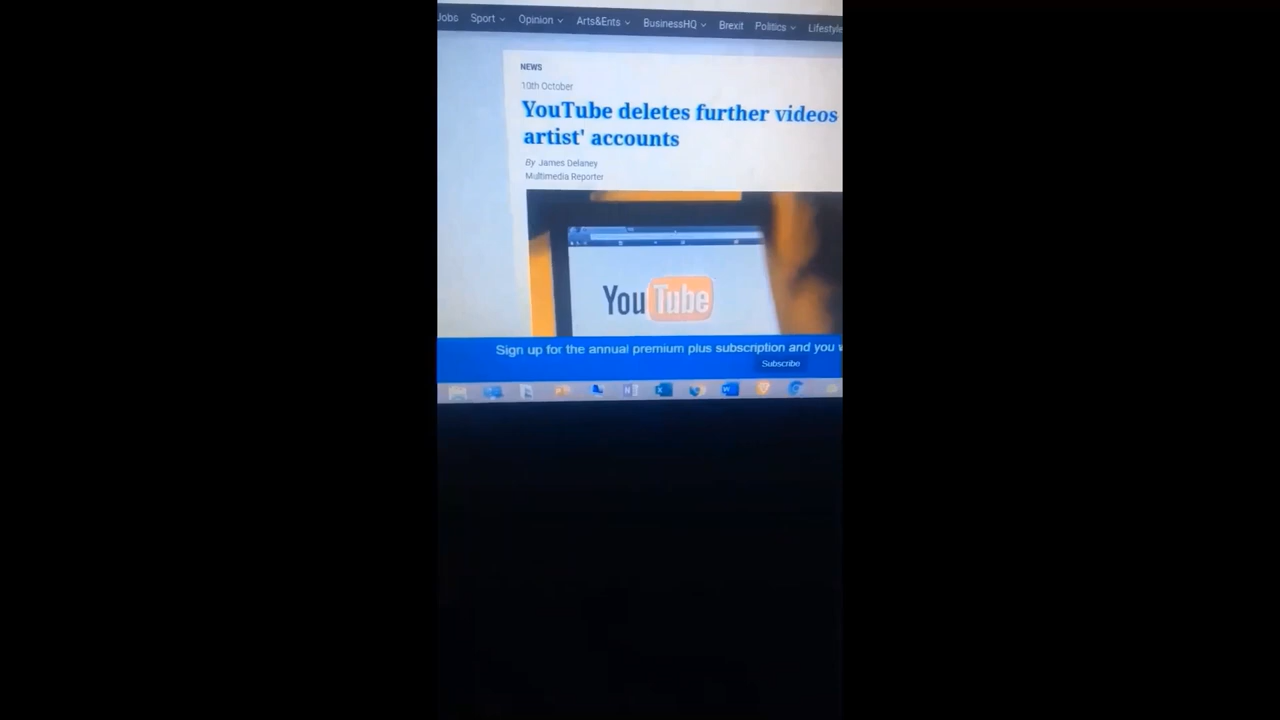 Jobs Sport Opinion Arts&Ents BusinessHQ Brexit Politics Lifestyle
NEWS
10th October
YouTube deletes further videos
artist' accounts
By James Delaney
Multimedia Reporter
YouTube
Sign up for the annual premium plus subscription and you
Subscribe